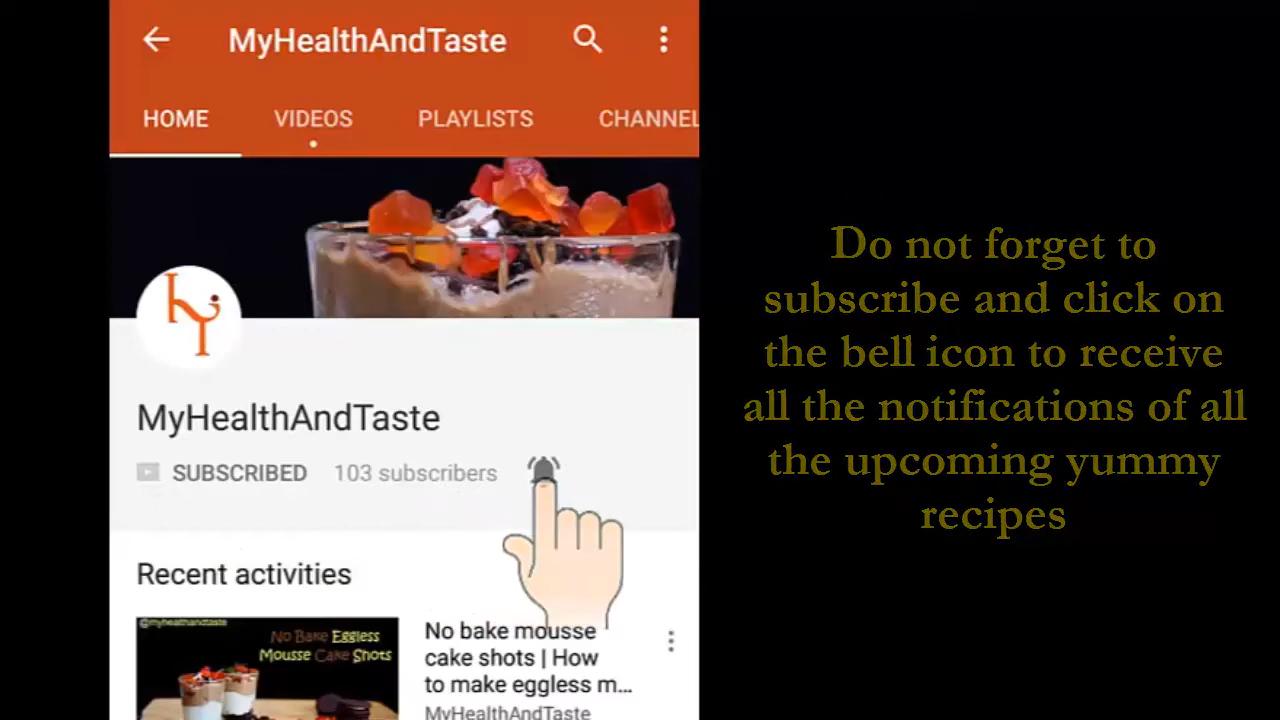 MyHealthAndTaste
HOME VIDEOS PLAYLISTS CHANNEL
MyHealthAndTaste
SUBSCRIBED 103 subscribers
Recent activities
@myhealthandtaste
No Bake Eggless
Mousse Cake Shots
No bake mousse
cake shots | How
to make eggless m...
MyHealthAndTaste
Do not forget to
subscribe and click on
the bell icon to receive
all the notifications of all
the upcoming yummy
recipes